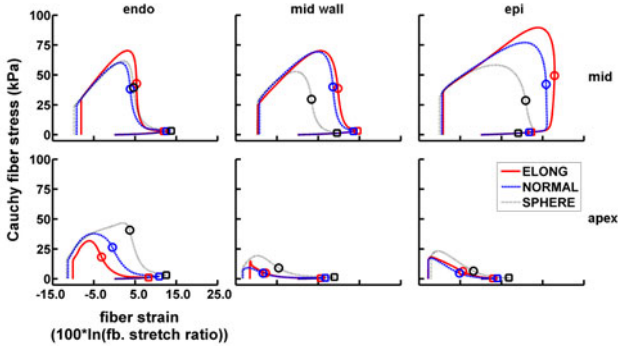 endo mid wall epi
100
75
50
25
0
mid
Cauchy fiber stress (kPa)
100
75
50
25
0
ELONG
NORMAL
SPHERE
apex
-15.0 -5.0 5.0 15.0 25.0
fiber strain
(100*ln(fb. stretch ratio))